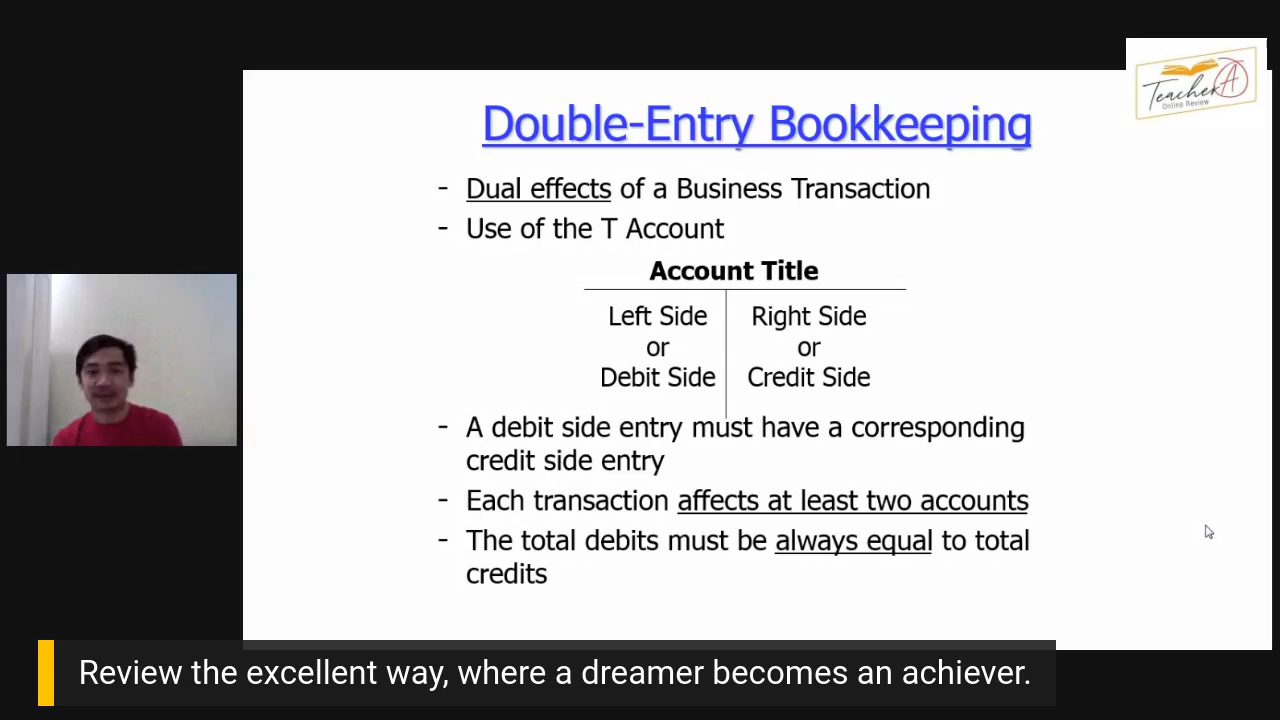 Teacher A
Online Review
Double-Entry Bookkeeping
- Dual effects of a Business Transaction
- Use of the T Account
Account Title
Left Side
or
Debit Side
Right Side
or
Credit Side
- A debit side entry must have a corresponding
credit side entry
- Each transaction affects at least two accounts
- The total debits must be always equal to total
credits
Review the excellent way, where a dreamer becomes an achiever.